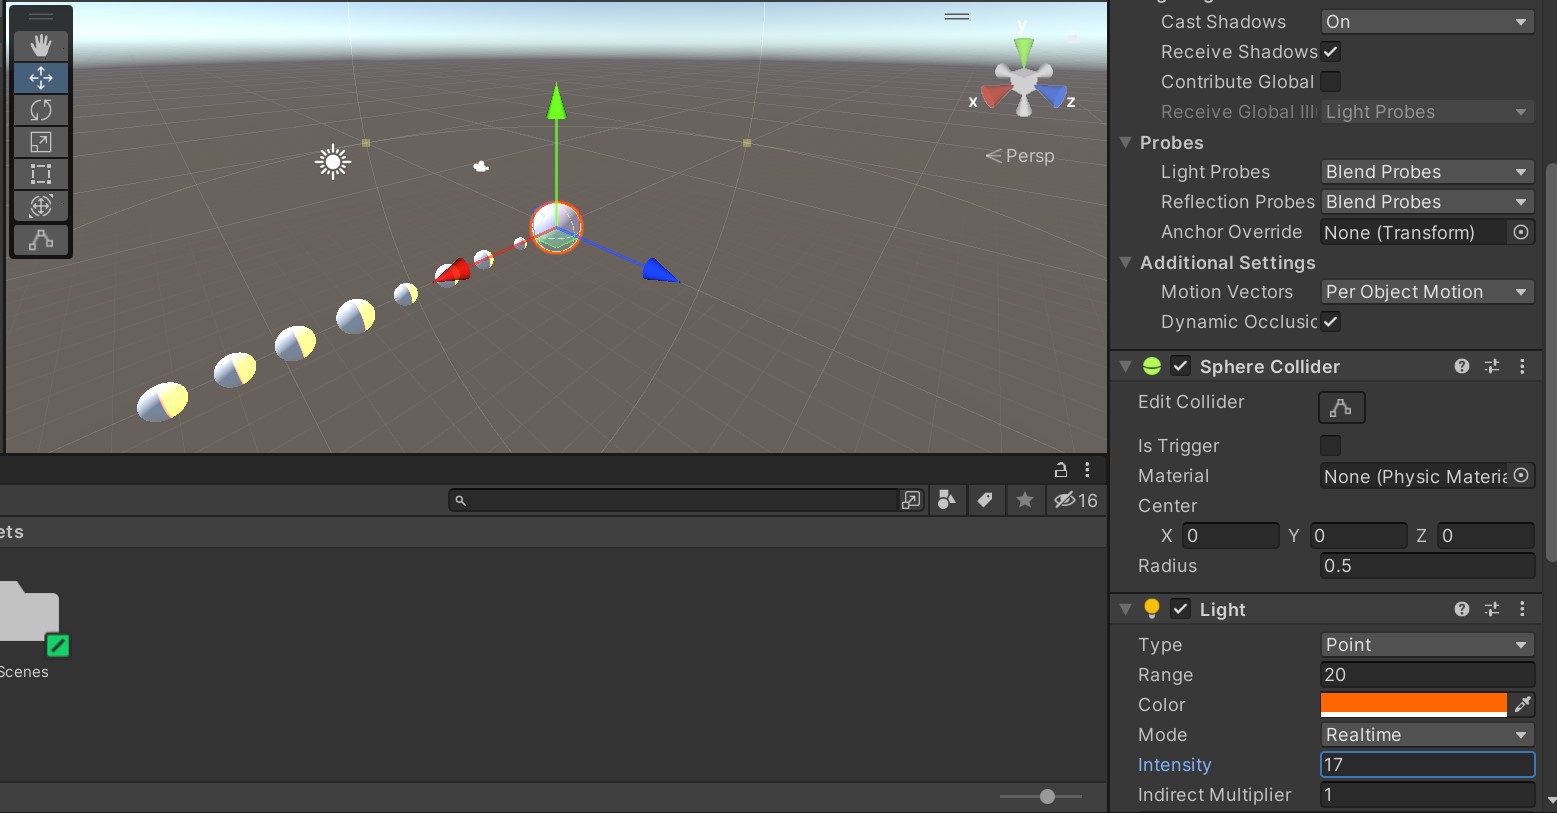 y
x
z
Persp
16
ets
Scenes
Cast Shadows On
Receive Shadows
Contribute Global
Receive Global Illu Light Probes
Probes
Light Probes Blend Probes
Reflection Probes Blend Probes
Anchor Override None (Transform)
Additional Settings
Motion Vectors Per Object Motion
Dynamic Occlusic
Sphere Collider
Edit Collider
Is Trigger
Material None (Physic Materia
Center
X 0 Y 0 Z 0
Radius 0.5
Light
Type Point
Range 20
Color
Mode Realtime
Intensity 17
Indirect Multiplier 1